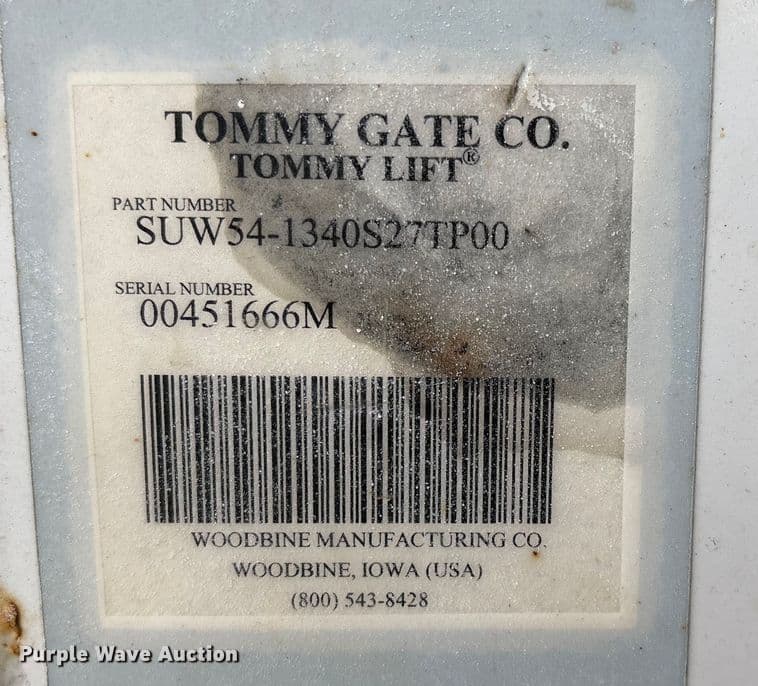 TOMMY GATE CO.
TOMMY LIFT®
PART NUMBER
SUW54-1340S27TP00
SERIAL NUMBER
00451666M
WOODBINE MANUFACTURING CO.
WOODBINE, IOWA (USA)
(800) 543-8428
Purple Wave Auction